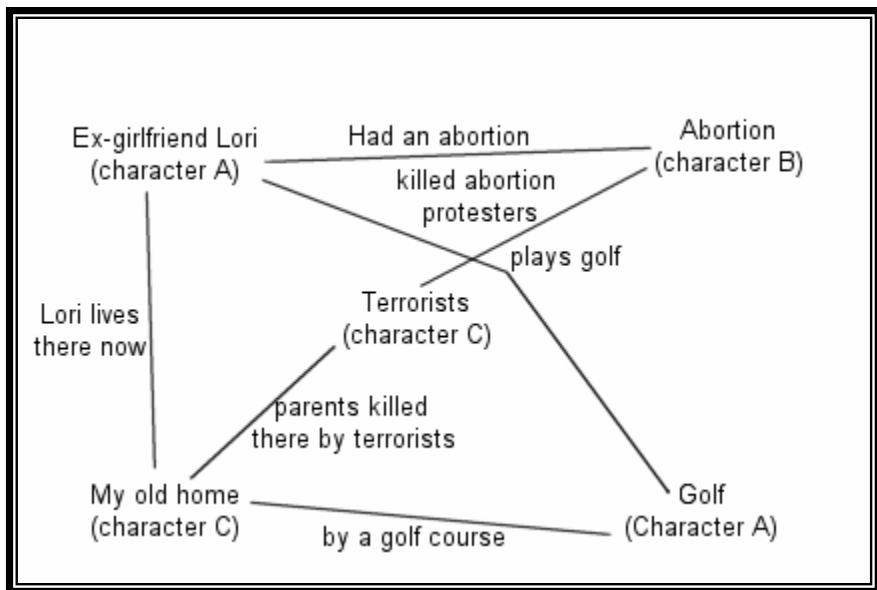 Ex-girlfriend Lori
(character A)
Had an abortion
Abortion
(character B)
killed abortion
protesters
plays golf
Terrorists
(character C)
Lori lives
there now
parents killed
there by terrorists
My old home
(character C)
by a golf course
Golf
(Character A)